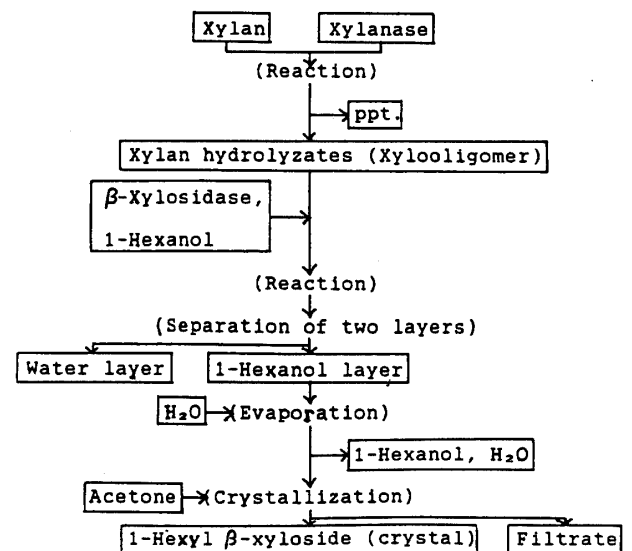 Xylan Xylanase
(Reaction)
ppt.
Xylan hydrolyzates (Xylooligomer)
β-Xylosidase,
1-Hexanol
(Reaction)
(Separation of two layers)
Water layer 1-Hexanol layer
H₂O (Evaporation)
1-Hexanol, H₂O
Acetone (Crystallization)
1-Hexyl β-xyloside (crystal) Filtrate